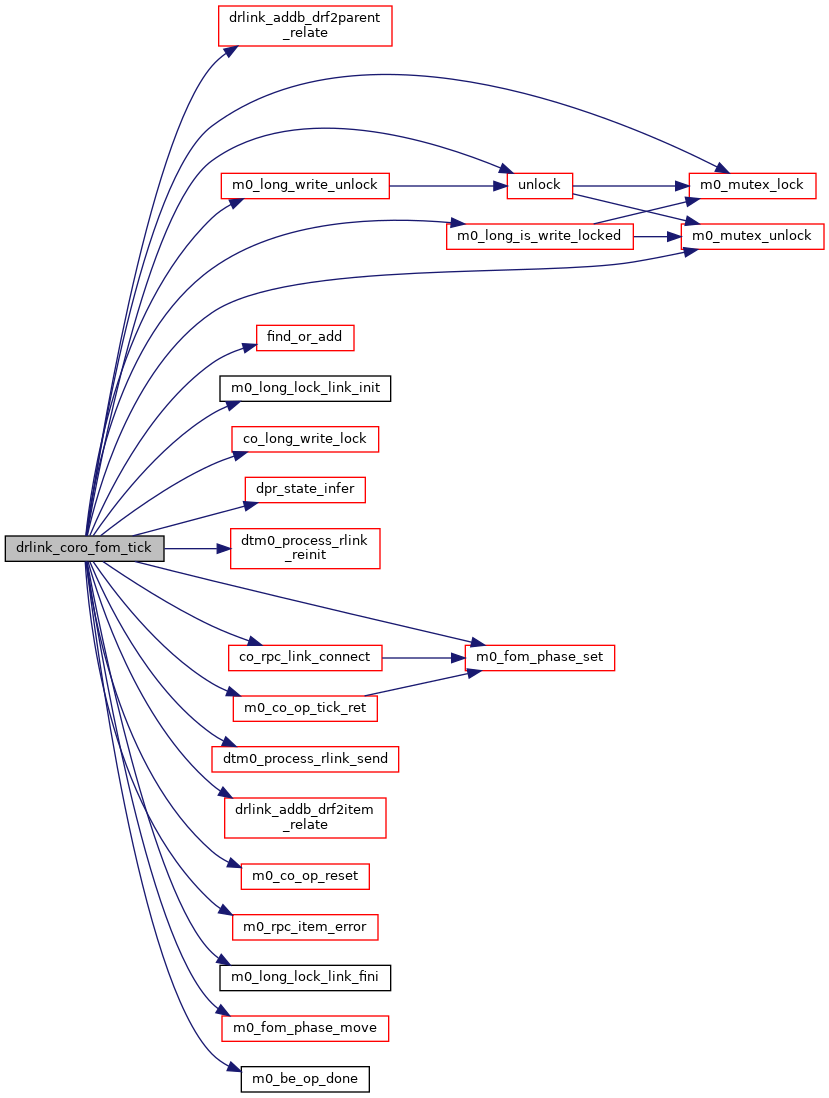 drlink_addb_drf2parent
_relate
m0_mutex_lock
m0_long_write_unlock
unlock
m0_long_is_write_locked
m0_mutex_unlock
find_or_add
m0_long_lock_link_init
co_long_write_lock
dpr_state_infer
drlink_coro_fom_tick
dtm0_process_rlink
_reinit
co_rpc_link_connect
m0_fom_phase_set
m0_co_op_tick_ret
dtm0_process_rlink_send
drlink_addb_drf2item
_relate
m0_co_op_reset
m0_rpc_item_error
m0_long_lock_link_fini
m0_fom_phase_move
m0_be_op_done